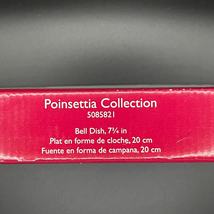 Poinsettia Collection
5085821
Bell Dish, 7¾ in
Plat en forme de cloche, 20 cm
Fuente en forma de campana, 20 cm